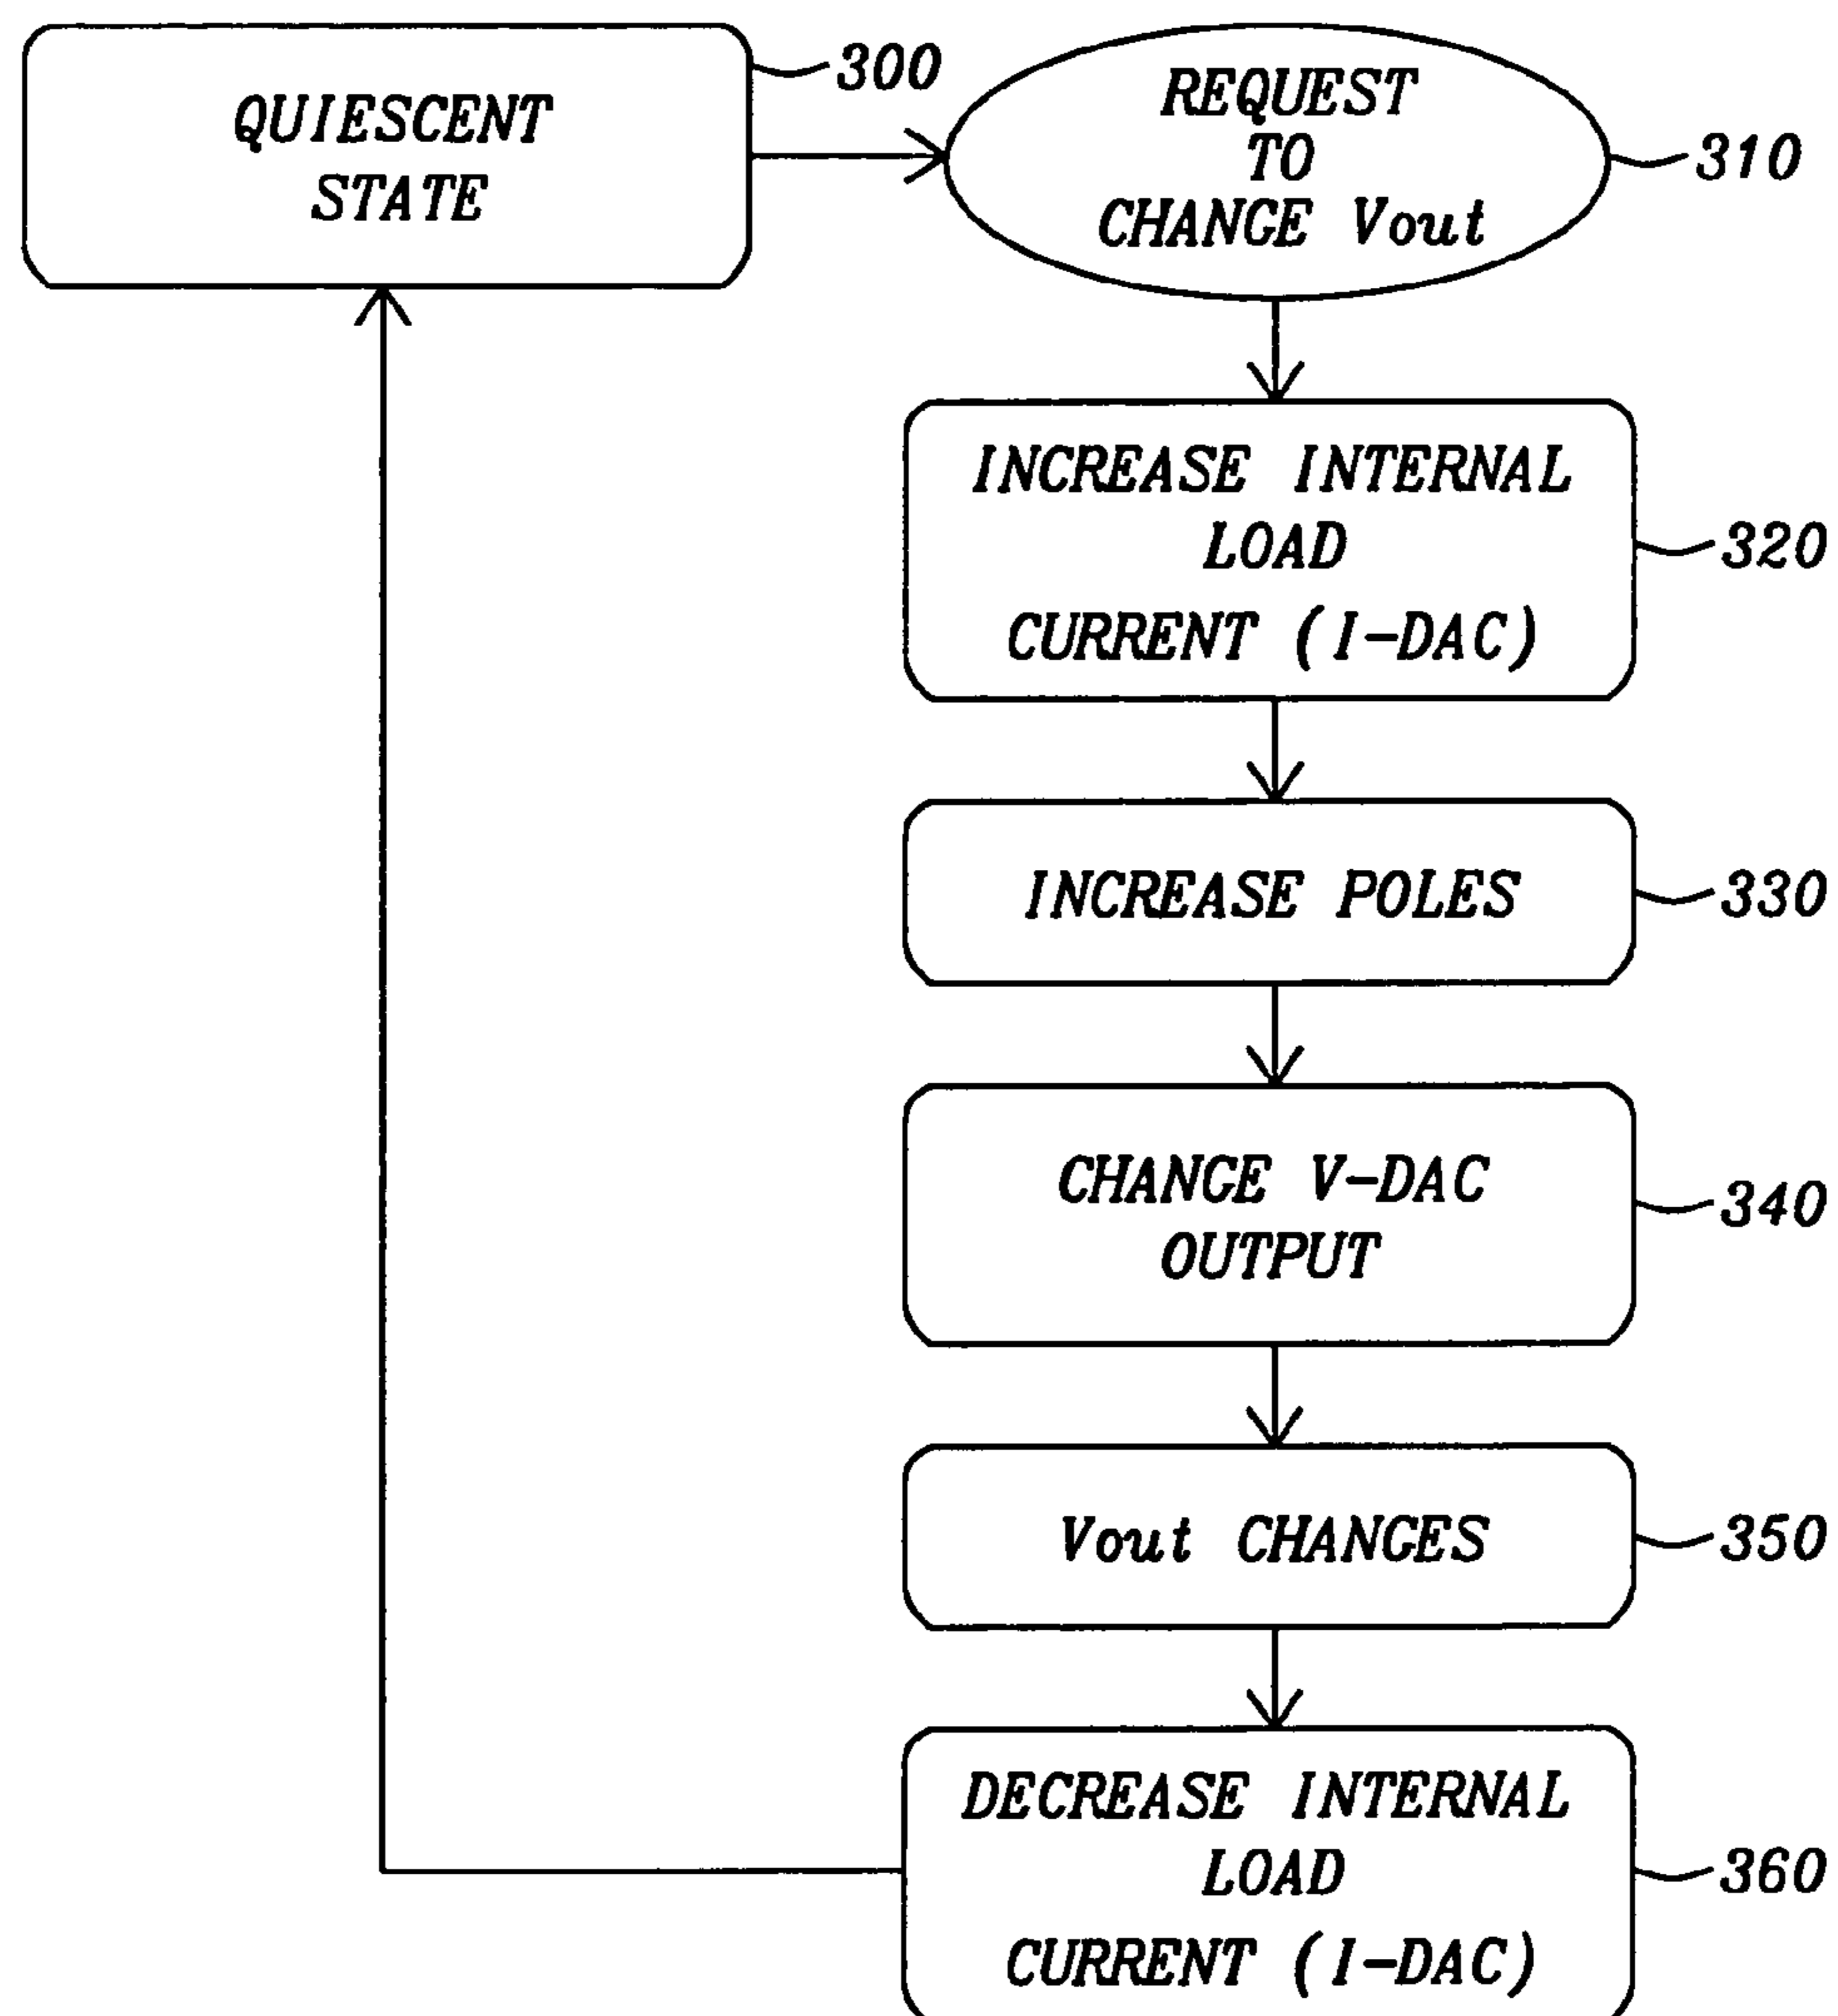 QUIESCENT
STATE
300
REQUEST
TO
CHANGE Vout
310
INCREASE INTERNAL
LOAD
CURRENT (I-DAC)
320
INCREASE POLES
330
CHANGE V-DAC
OUTPUT
340
Vout CHANGES
350
DECREASE INTERNAL
LOAD
CURRENT (I-DAC)
360